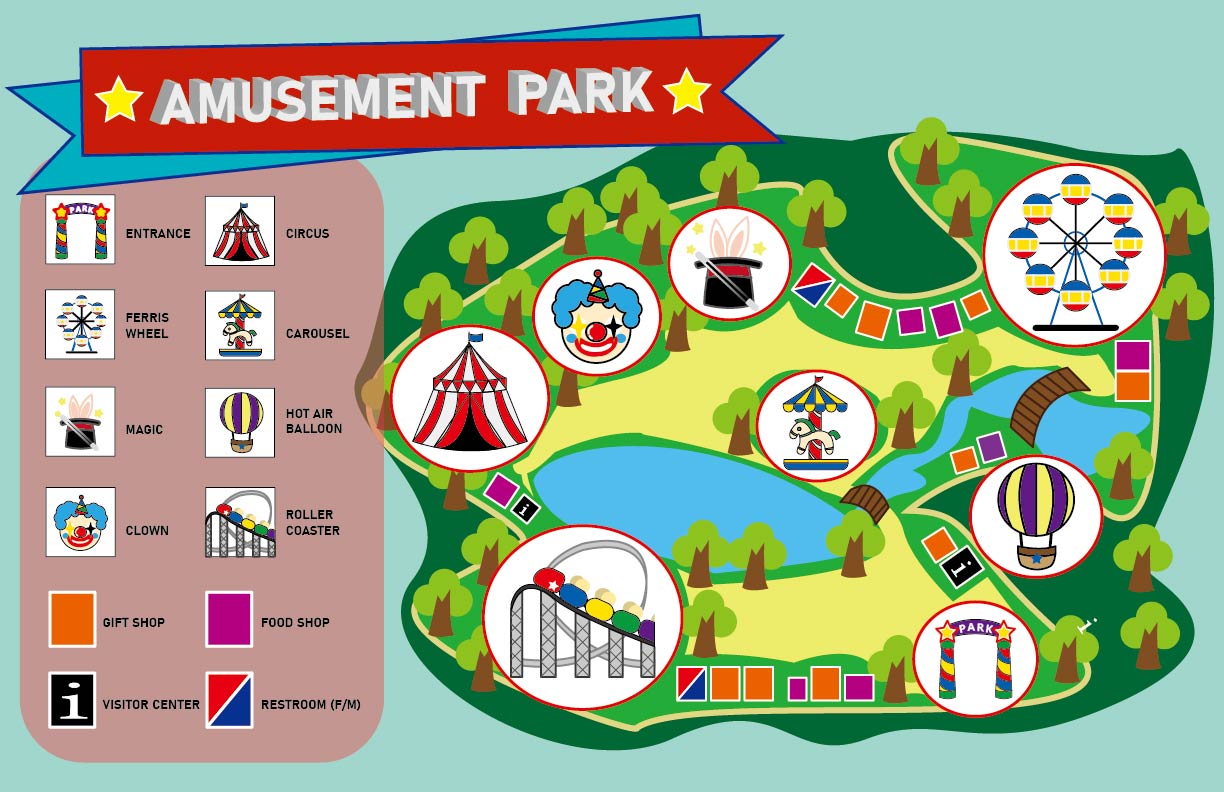 AMUSEMENT PARK
PARK
ENTRANCE
CIRCUS
FERRIS
WHEEL
CAROUSEL
MAGIC
HOT AIR
BALLOON
CLOWN
ROLLER
COASTER
GIFT SHOP
FOOD SHOP
i
VISITOR CENTER
RESTROOM (F/M)
i
i
PARK
i